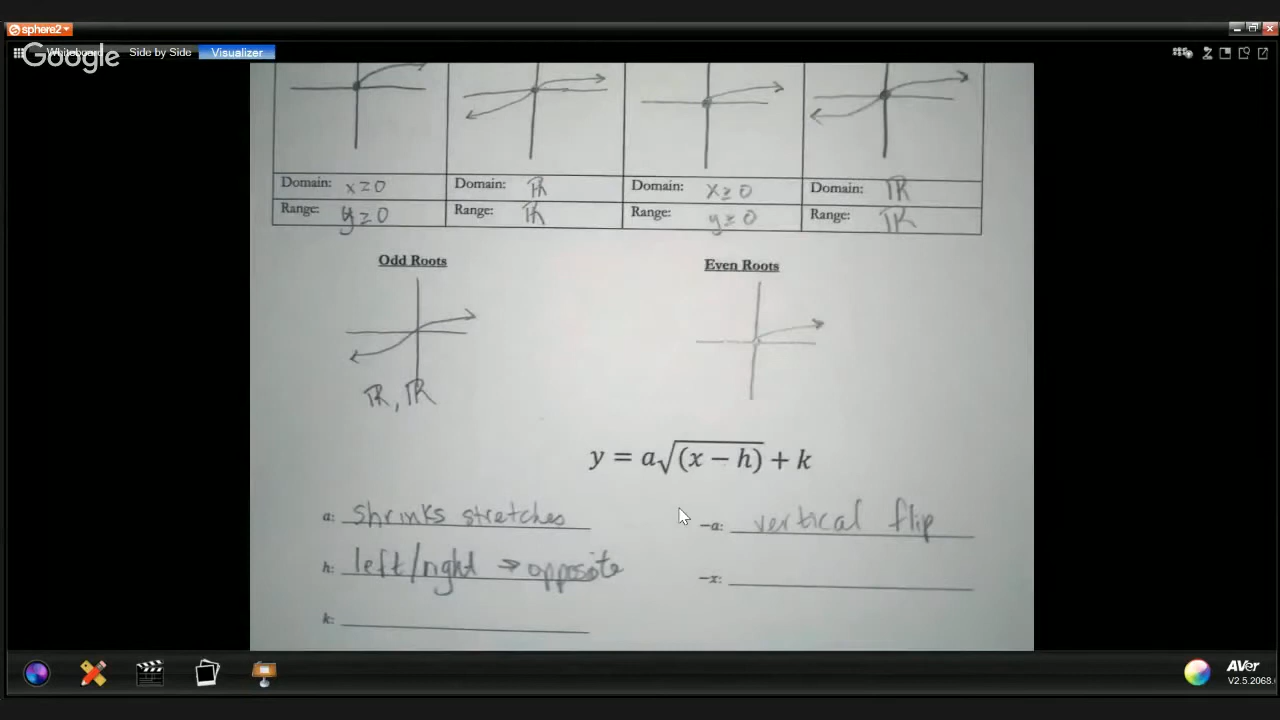 sphere2
Whiteboard Side by Side Visualizer
Google
Domain: x ≥ 0 Domain: ℝ Domain: x ≥ 0 Domain: ℝ
Range: y ≥ 0 Range: ℝ Range: y ≥ 0 Range: ℝ
Odd Roots Even Roots
ℝ, ℝ
y = a√(x − h) + k
a: shrinks stretches -a: vertical flip
h: left/right → opposite -x:
k:
AVer
V2.5.2068.